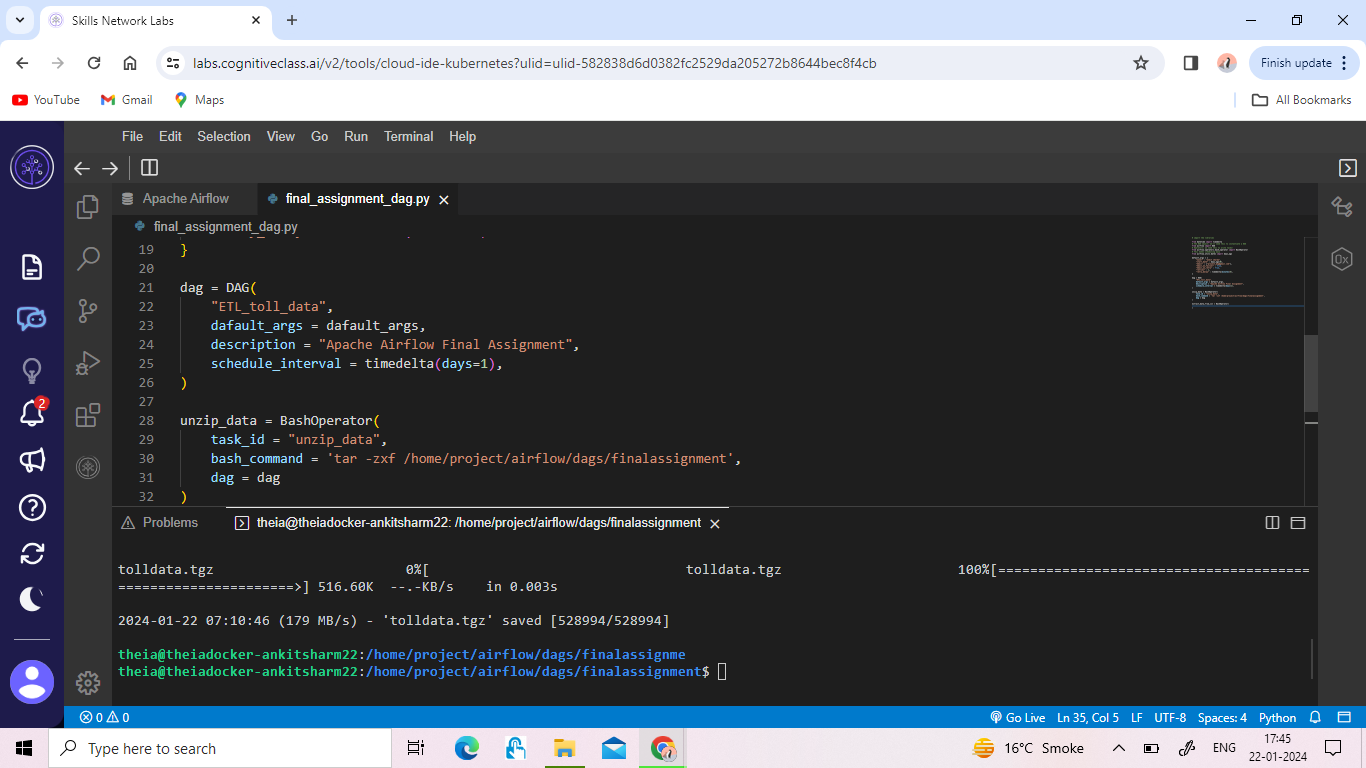 Skills Network Labs
labs.cognitiveclass.ai/v2/tools/cloud-ide-kubernetes?ulid=ulid-582838d6d0382fc2529da205272b8644bec8f4cb
Finish update
YouTube Gmail Maps
All Bookmarks
File Edit Selection View Go Run Terminal Help
Apache Airflow final_assignment_dag.py
final_assignment_dag.py
19 }
20
21 dag = DAG(
22 "ETL_toll_data",
23 dafault_args = dafault_args,
24 description = "Apache Airflow Final Assignment",
25 schedule_interval = timedelta(days=1),
26 )
27
28 unzip_data = BashOperator(
29 task_id = "unzip_data",
30 bash_command = 'tar -zxf /home/project/airflow/dags/finalassignment',
31 dag = dag
32 )
2
Problems theia@theiadocker-ankitsharm22: /home/project/airflow/dags/finalassignment
tolldata.tgz 0%[ tolldata.tgz 100%[=======================================
======================>] 516.60K --.-KB/s in 0.003s
2024-01-22 07:10:46 (179 MB/s) - 'tolldata.tgz' saved [528994/528994]
theia@theiadocker-ankitsharm22:/home/project/airflow/dags/finalassignme
theia@theiadocker-ankitsharm22:/home/project/airflow/dags/finalassignment$
0 0 Go Live Ln 35, Col 5 LF UTF-8 Spaces: 4 Python
Type here to search
16°C Smoke
ENG
17:45
22-01-2024